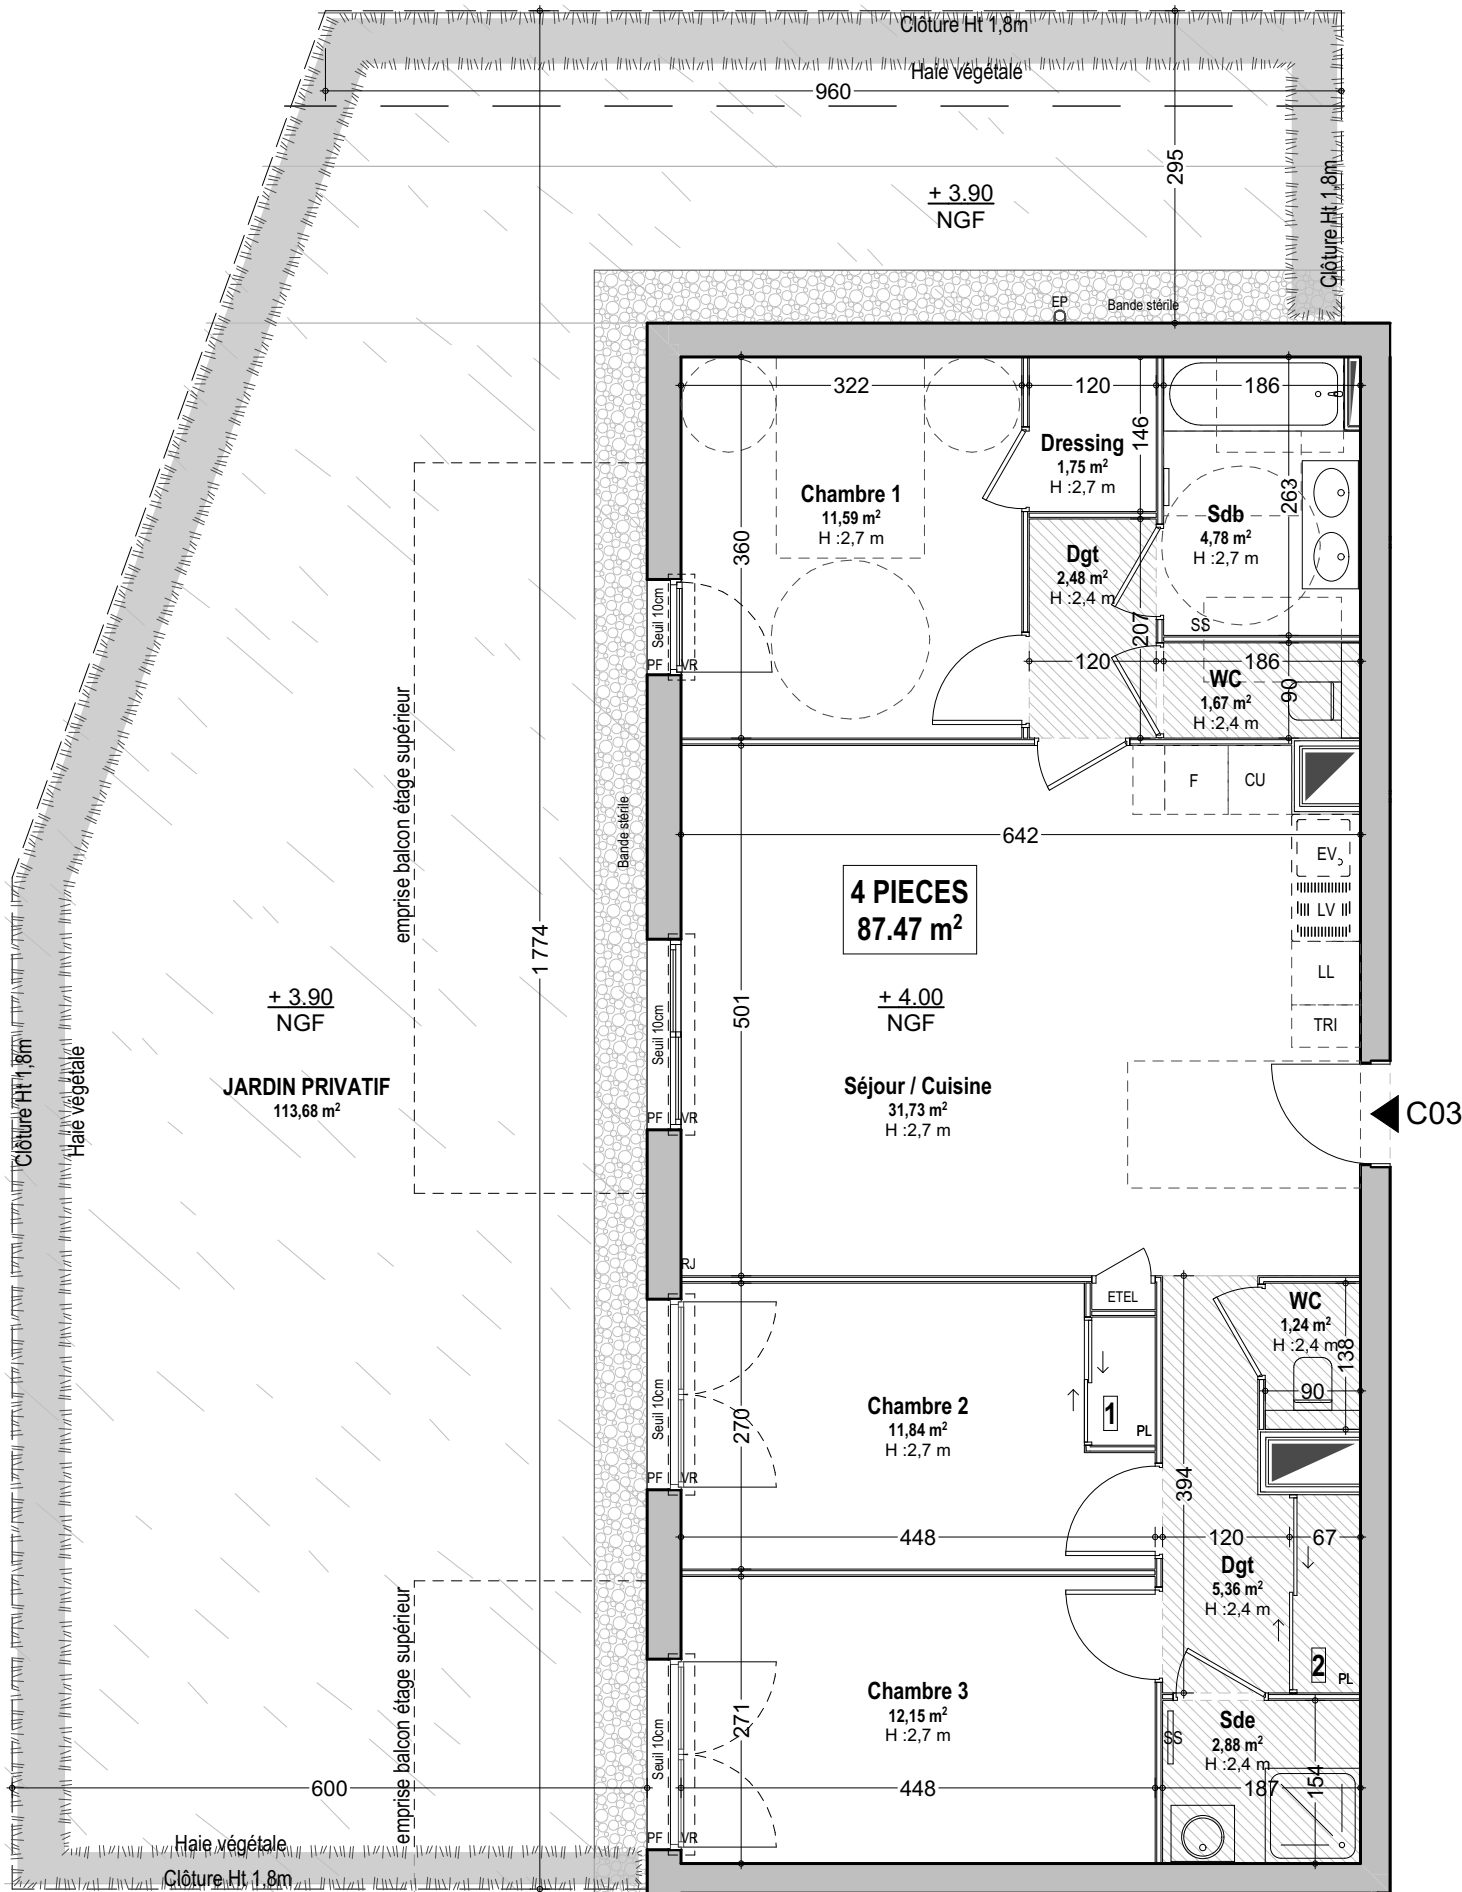 Clôture Ht 1,8m
Haie végétale
960
295
Clôture Ht 1,8m
+ 3.90
NGF
EP
Bande stérile
322
120
186
146
Dressing
1,75 m²
H :2,7 m
Chambre 1
11,59 m²
H :2,7 m
263
Sdb
4,78 m²
H :2,7 m
360
Dgt
2,48 m²
H :2,4 m
207
SS
Seuil 10cm
PF
VR
120
186
WC
1,67 m²
H :2,4 m
90
emprise balcon étage supérieur
F
CU
Bande stérile
642
EV
4 PIECES
87.47 m²
LV
1 774
LL
+ 3.90
NGF
501
+ 4.00
NGF
TRI
Seuil 10cm
Clôture Ht 1,8m
Haie végétale
JARDIN PRIVATIF
113,68 m²
Séjour / Cuisine
31,73 m²
H :2,7 m
PF
VR
C03
RJ
ETEL
WC
1,24 m²
H :2,4 m
138
90
Seuil 10cm
270
Chambre 2
11,84 m²
H :2,7 m
1
PL
PF
VR
394
448
120
67
Dgt
5,36 m²
H :2,4 m
emprise balcon étage supérieur
2
PL
Seuil 10cm
271
Chambre 3
12,15 m²
H :2,7 m
SS
Sde
2,88 m²
H :2,4 m
154
600
448
187
PF
VR
Haie végétale
Clôture Ht 1,8m